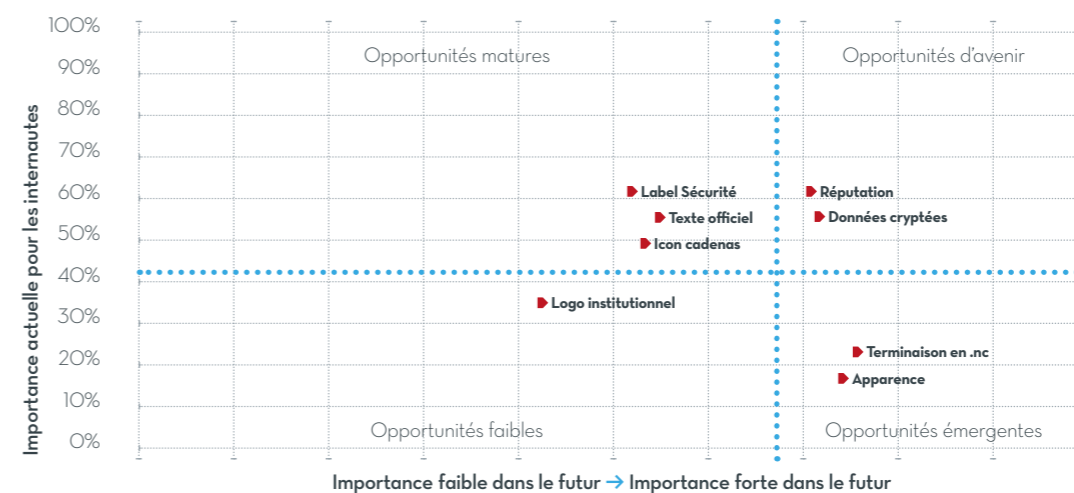 Importance actuelle pour les internautes
100%
90%
80%
70%
60%
50%
40%
30%
20%
10%
0%
Opportunités matures
Opportunités d’avenir
Label Sécurité
Réputation
Texte officiel
Données cryptées
Icon cadenas
Logo institutionnel
Terminaison en .nc
Apparence
Opportunités faibles
Opportunités émergentes
Importance faible dans le futur → Importance forte dans le futur